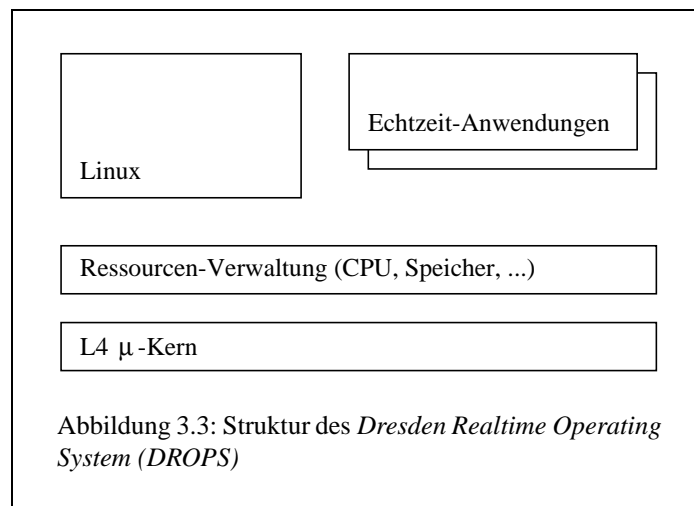 Echtzeit-Anwendungen
Linux
Ressourcen-Verwaltung (CPU, Speicher, ...)
L4 μ-Kern
Abbildung 3.3: Struktur des Dresden Realtime Operating
System (DROPS)